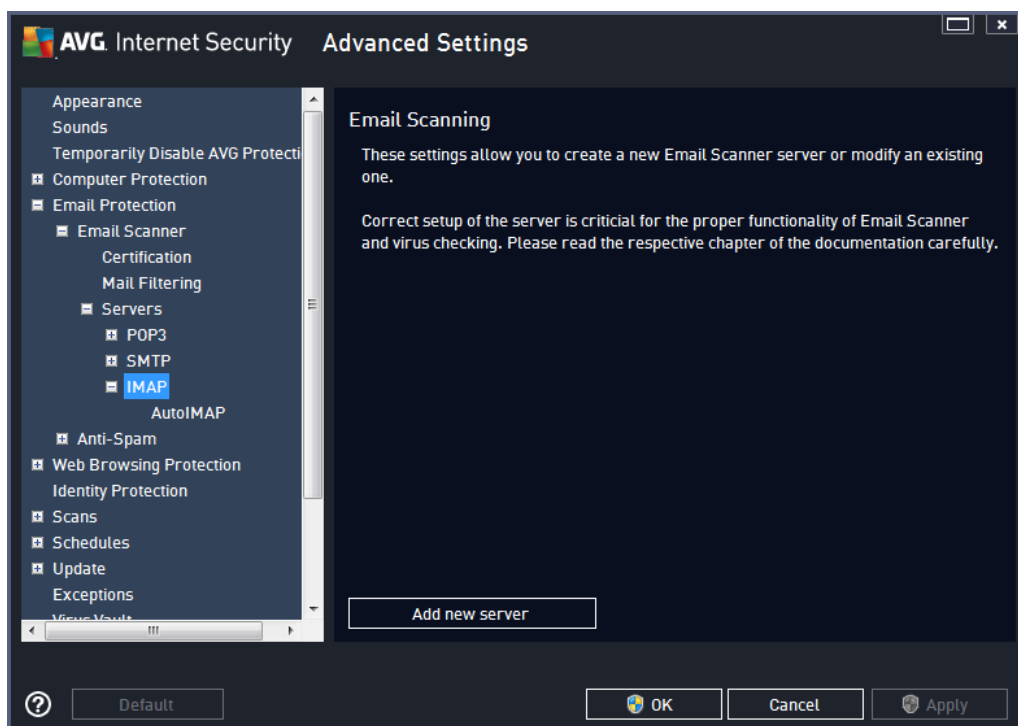 AVG. Internet Security Advanced Settings
Appearance
Sounds
Temporarily Disable AVG Protecti
Computer Protection
Email Protection
Email Scanner
Certification
Mail Filtering
Servers
POP3
SMTP
IMAP
AutoIMAP
Anti-Spam
Web Browsing Protection
Identity Protection
Scans
Schedules
Update
Exceptions
Virus Vault
Email Scanning
These settings allow you to create a new Email Scanner server or modify an existing
one.
Correct setup of the server is criticial for the proper functionality of Email Scanner
and virus checking. Please read the respective chapter of the documentation carefully.
Add new server
Default
OK
Cancel
Apply